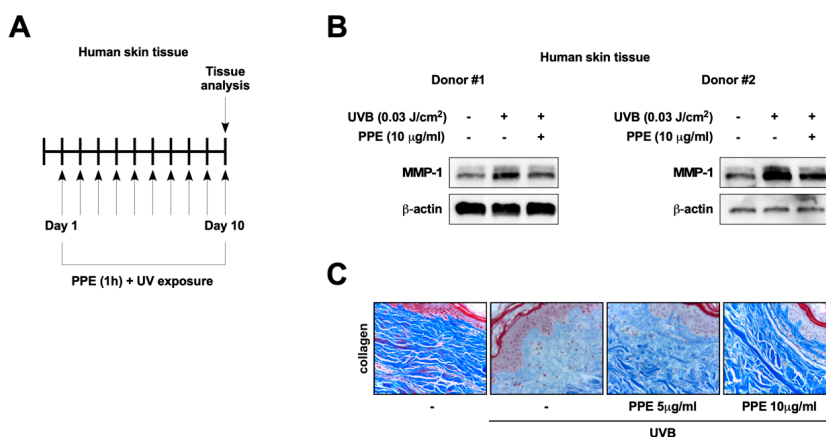 A
Human skin tissue
Tissue
analysis
Day 1
Day 10
PPE (1h) + UV exposure
B
Human skin tissue
Donor #1
Donor #2
UVB (0.03 J/cm²) - + +
PPE (10 μg/ml) - - +
MMP-1
β-actin
UVB (0.03 J/cm²) - + +
PPE (10 μg/ml) - - +
MMP-1
β-actin
C
collagen
- - PPE 5μg/ml PPE 10μg/ml
UVB